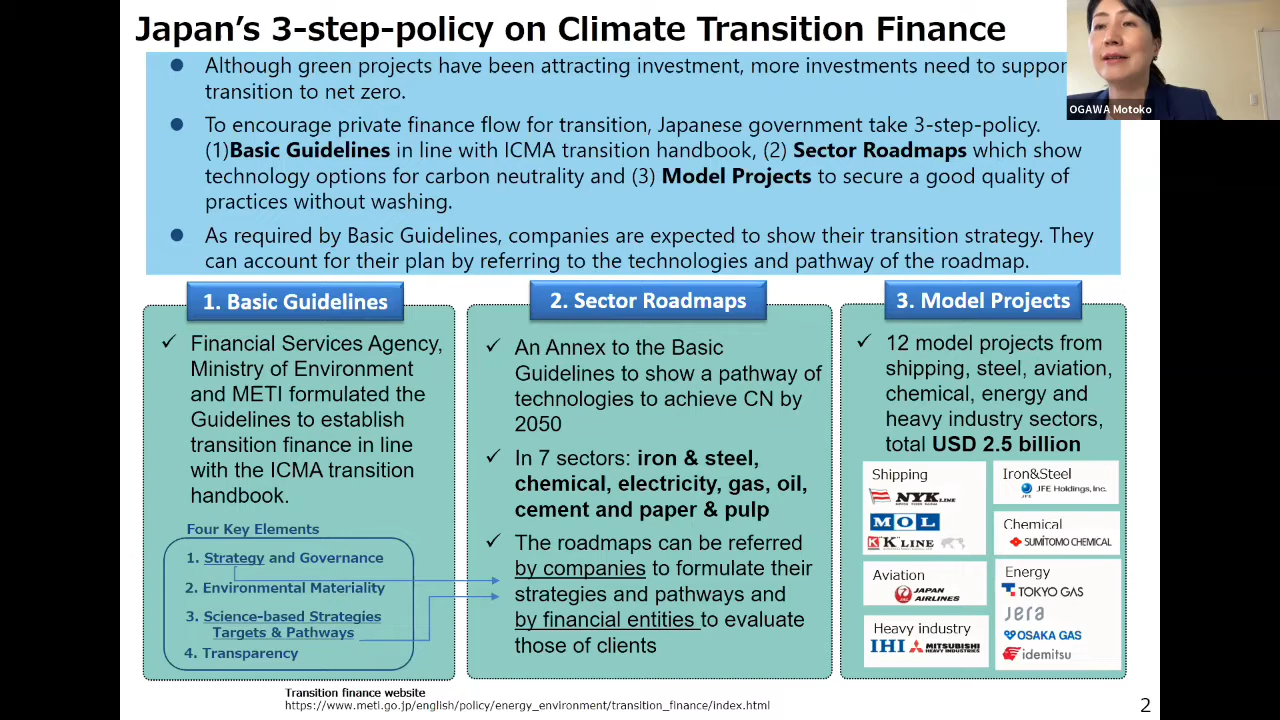 Japan's 3-step-policy on Climate Transition Finance
OGAWA Motoko
● Although green projects have been attracting investment, more investments need to suppor
transition to net zero.
● To encourage private finance flow for transition, Japanese government take 3-step-policy.
(1)Basic Guidelines in line with ICMA transition handbook, (2) Sector Roadmaps which show
technology options for carbon neutrality and (3) Model Projects to secure a good quality of
practices without washing.
● As required by Basic Guidelines, companies are expected to show their transition strategy. They
can account for their plan by referring to the technologies and pathway of the roadmap.
1. Basic Guidelines
✓ Financial Services Agency,
Ministry of Environment
and METI formulated the
Guidelines to establish
transition finance in line
with the ICMA transition
handbook.
Four Key Elements
1. Strategy and Governance
2. Environmental Materiality
3. Science-based Strategies
Targets & Pathways
4. Transparency
2. Sector Roadmaps
✓ An Annex to the Basic
Guidelines to show a pathway of
technologies to achieve CN by
2050
✓ In 7 sectors: iron & steel,
chemical, electricity, gas, oil,
cement and paper & pulp
✓ The roadmaps can be referred
by companies to formulate their
strategies and pathways and
by financial entities to evaluate
those of clients
3. Model Projects
✓ 12 model projects from
shipping, steel, aviation,
chemical, energy and
heavy industry sectors,
total USD 2.5 billion
Shipping
NYK LINE
MOL
K "K" LINE
Aviation
JAPAN
AIRLINES
Heavy industry
IHI MITSUBISHI
HEAVY INDUSTRIES
Iron&Steel
JFE JFE Holdings, Inc.
Chemical
SUMITOMO CHEMICAL
Energy
TOKYO GAS
Jera
OSAKA GAS
idemitsu
Transition finance website
https://www.meti.go.jp/english/policy/energy_environment/transition_finance/index.html
2